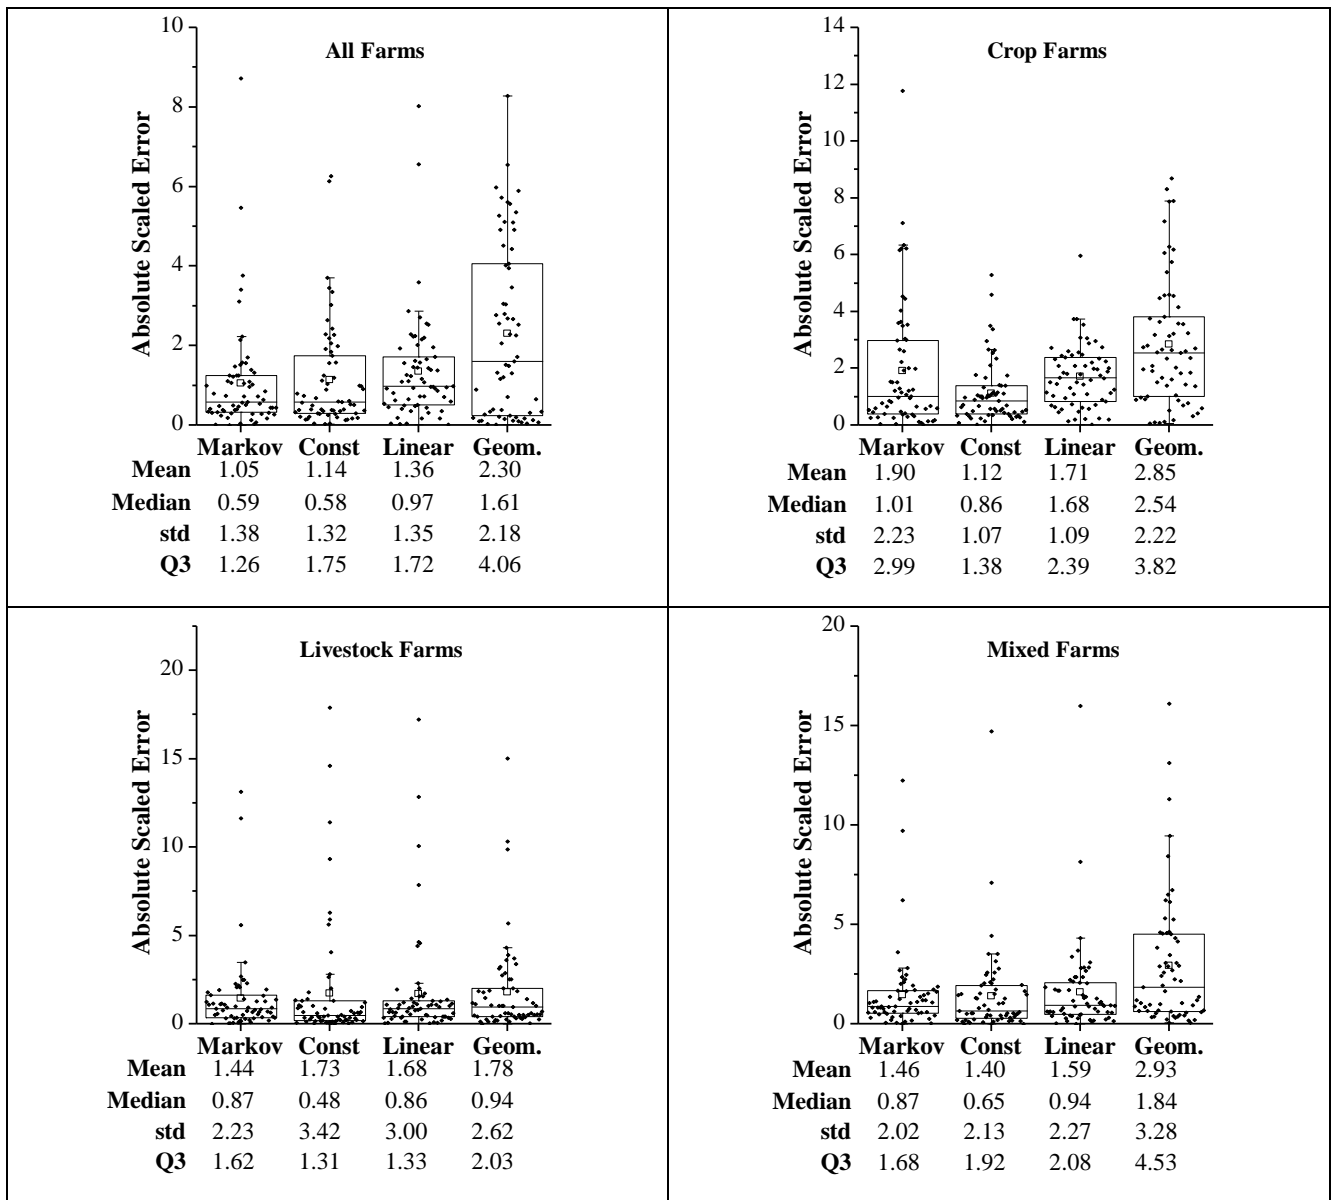 All Farms
Absolute Scaled Error
10
8
6
4
2
0
Markov Const Linear Geom.
Mean 1.05 1.14 1.36 2.30
Median 0.59 0.58 0.97 1.61
std 1.38 1.32 1.35 2.18
Q3 1.26 1.75 1.72 4.06
Crop Farms
Absolute Scaled Error
14
12
10
8
6
4
2
0
Markov Const Linear Geom.
Mean 1.90 1.12 1.71 2.85
Median 1.01 0.86 1.68 2.54
std 2.23 1.07 1.09 2.22
Q3 2.99 1.38 2.39 3.82
Livestock Farms
Absolute Scaled Error
20
15
10
5
0
Markov Const Linear Geom.
Mean 1.44 1.73 1.68 1.78
Median 0.87 0.48 0.86 0.94
std 2.23 3.42 3.00 2.62
Q3 1.62 1.31 1.33 2.03
Mixed Farms
Absolute Scaled Error
20
15
10
5
0
Markov Const Linear Geom.
Mean 1.46 1.40 1.59 2.93
Median 0.87 0.65 0.94 1.84
std 2.02 2.13 2.27 3.28
Q3 1.68 1.92 2.08 4.53